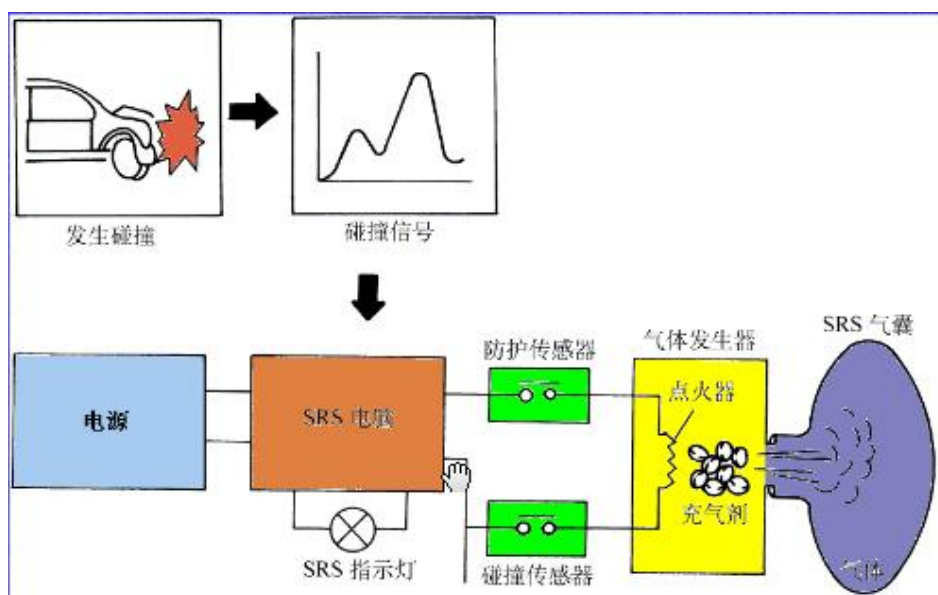 发生碰撞
碰撞信号
SRS 气囊
气体发生器
防护传感器
点火器
电源
SRS 电脑
充气剂
SRS 指示灯
碰撞传感器
气体